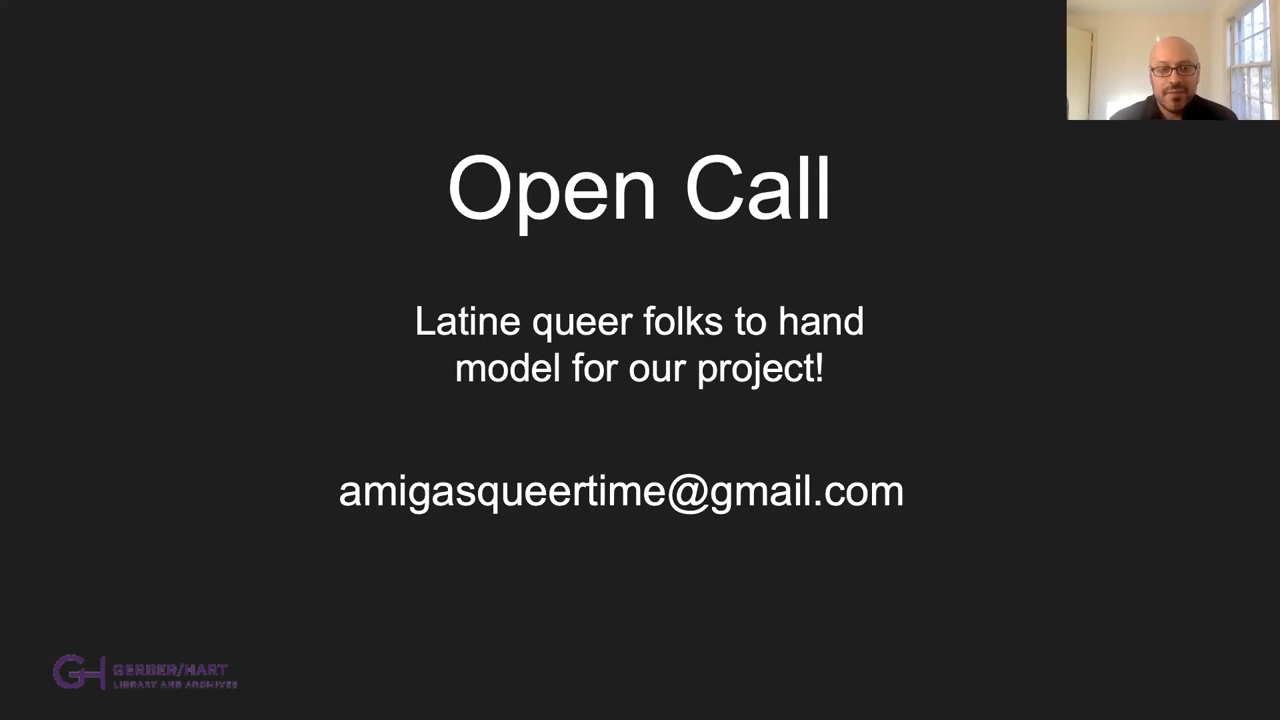 Open Call
Latine queer folks to hand
model for our project!
amigasqueertime@gmail.com
GH GERBER/HART
LIBRARY AND ARCHIVES